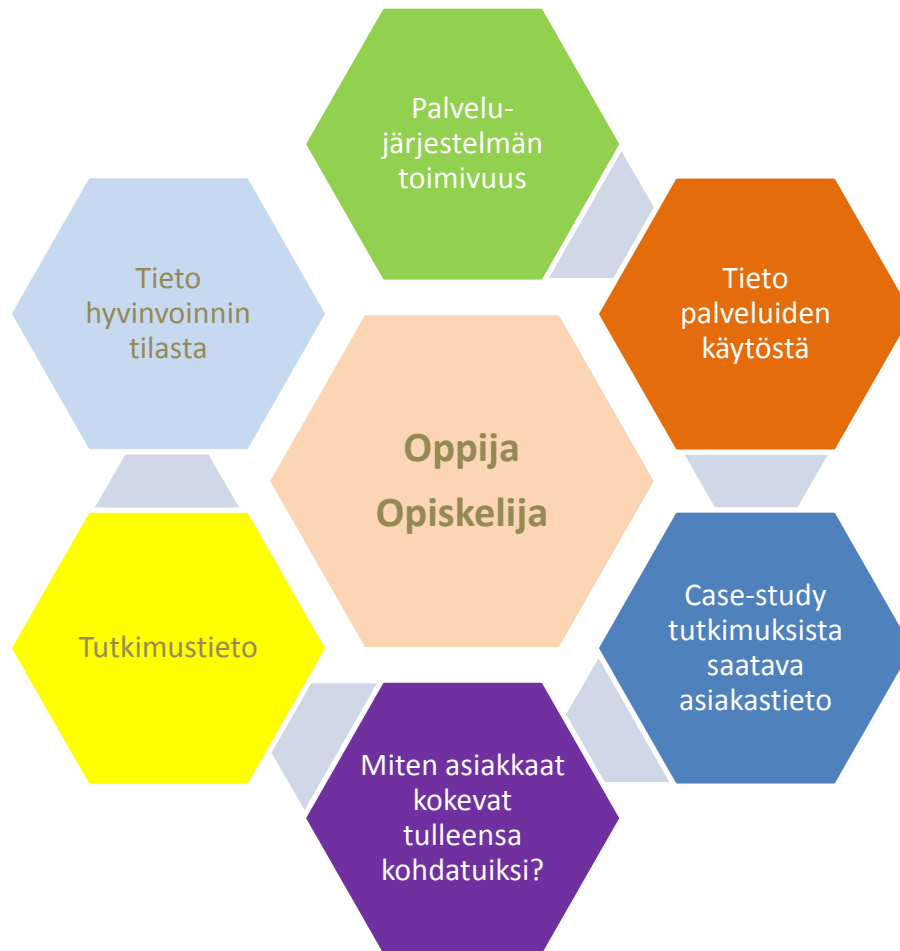 Palvelu-
järjestelmän
toimivuus
Tieto
palveluiden
käytöstä
Case-study
tutkimuksista
saatava
asiakastieto
Miten asiakkaat
kokevat
tulleensa
kohdatuiksi?
Tutkimustieto
Tieto
hyvinvoinnin
tilasta
Oppija
Opiskelija